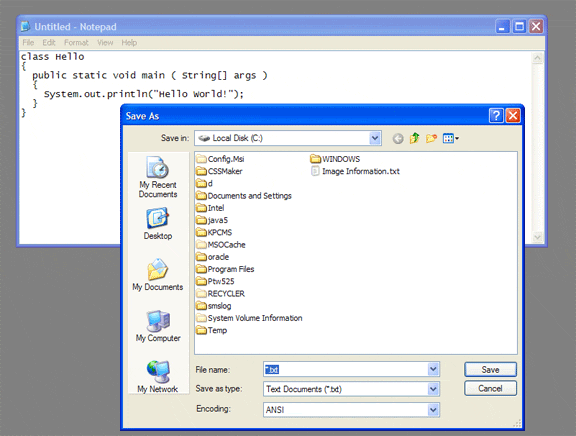 Untitled - Notepad
File Edit Format View Help
class Hello
{
  public static void main ( String[] args )
  {
    System.out.println("Hello World!");
  }
}
Save As
Save in: Local Disk (C:)
My Recent Documents
Desktop
My Documents
My Computer
My Network
Config.Msi
CSSMaker
d
Documents and Settings
Intel
java5
KPCMS
MSOCache
oracle
Program Files
Ptw525
RECYCLER
smslog
System Volume Information
Temp
WINDOWS
Image Information.txt
File name: *.txt Save
Save as type: Text Documents (*.txt) Cancel
Encoding: ANSI